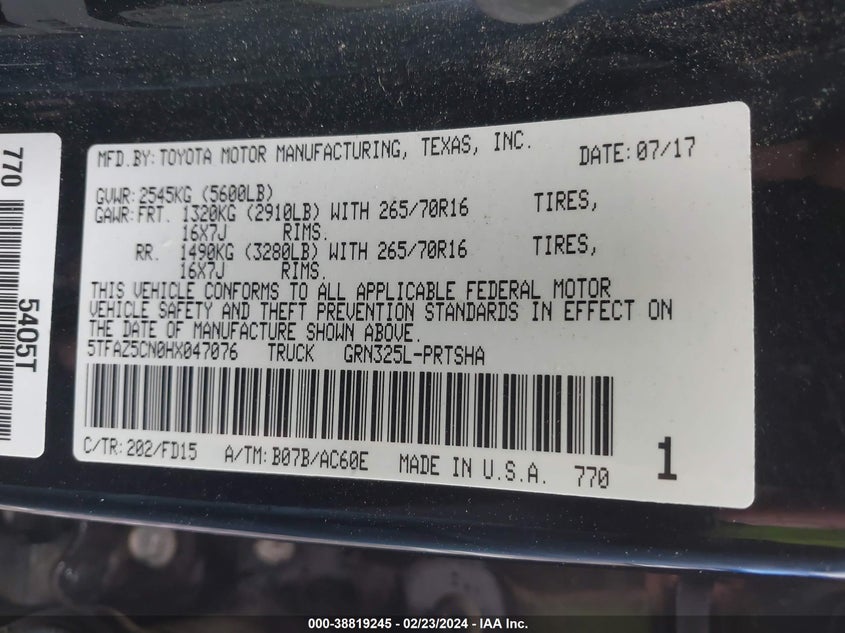 MFD.BY: TOYOTA MOTOR MANUFACTURING, TEXAS, INC. DATE: 07/17
GVWR: 2545KG (5600LB)
GAWR: FRT. 1320KG (2910LB) WITH 265/70R16 TIRES,
16X7J RIMS.
RR. 1490KG (3280LB) WITH 265/70R16 TIRES,
16X7J RIMS.
THIS VEHICLE CONFORMS TO ALL APPLICABLE FEDERAL MOTOR
VEHICLE SAFETY AND THEFT PREVENTION STANDARDS IN EFFECT ON
THE DATE OF MANUFACTURE SHOWN ABOVE.
5TFAZ5CN0HX047076 TRUCK GRN325L-PRTSHA
C/TR: 202/FD15 A/TM: B07B/AC60E MADE IN U.S.A. 770
1
770
5405T
000-38819245 - 02/23/2024 - IAA Inc.